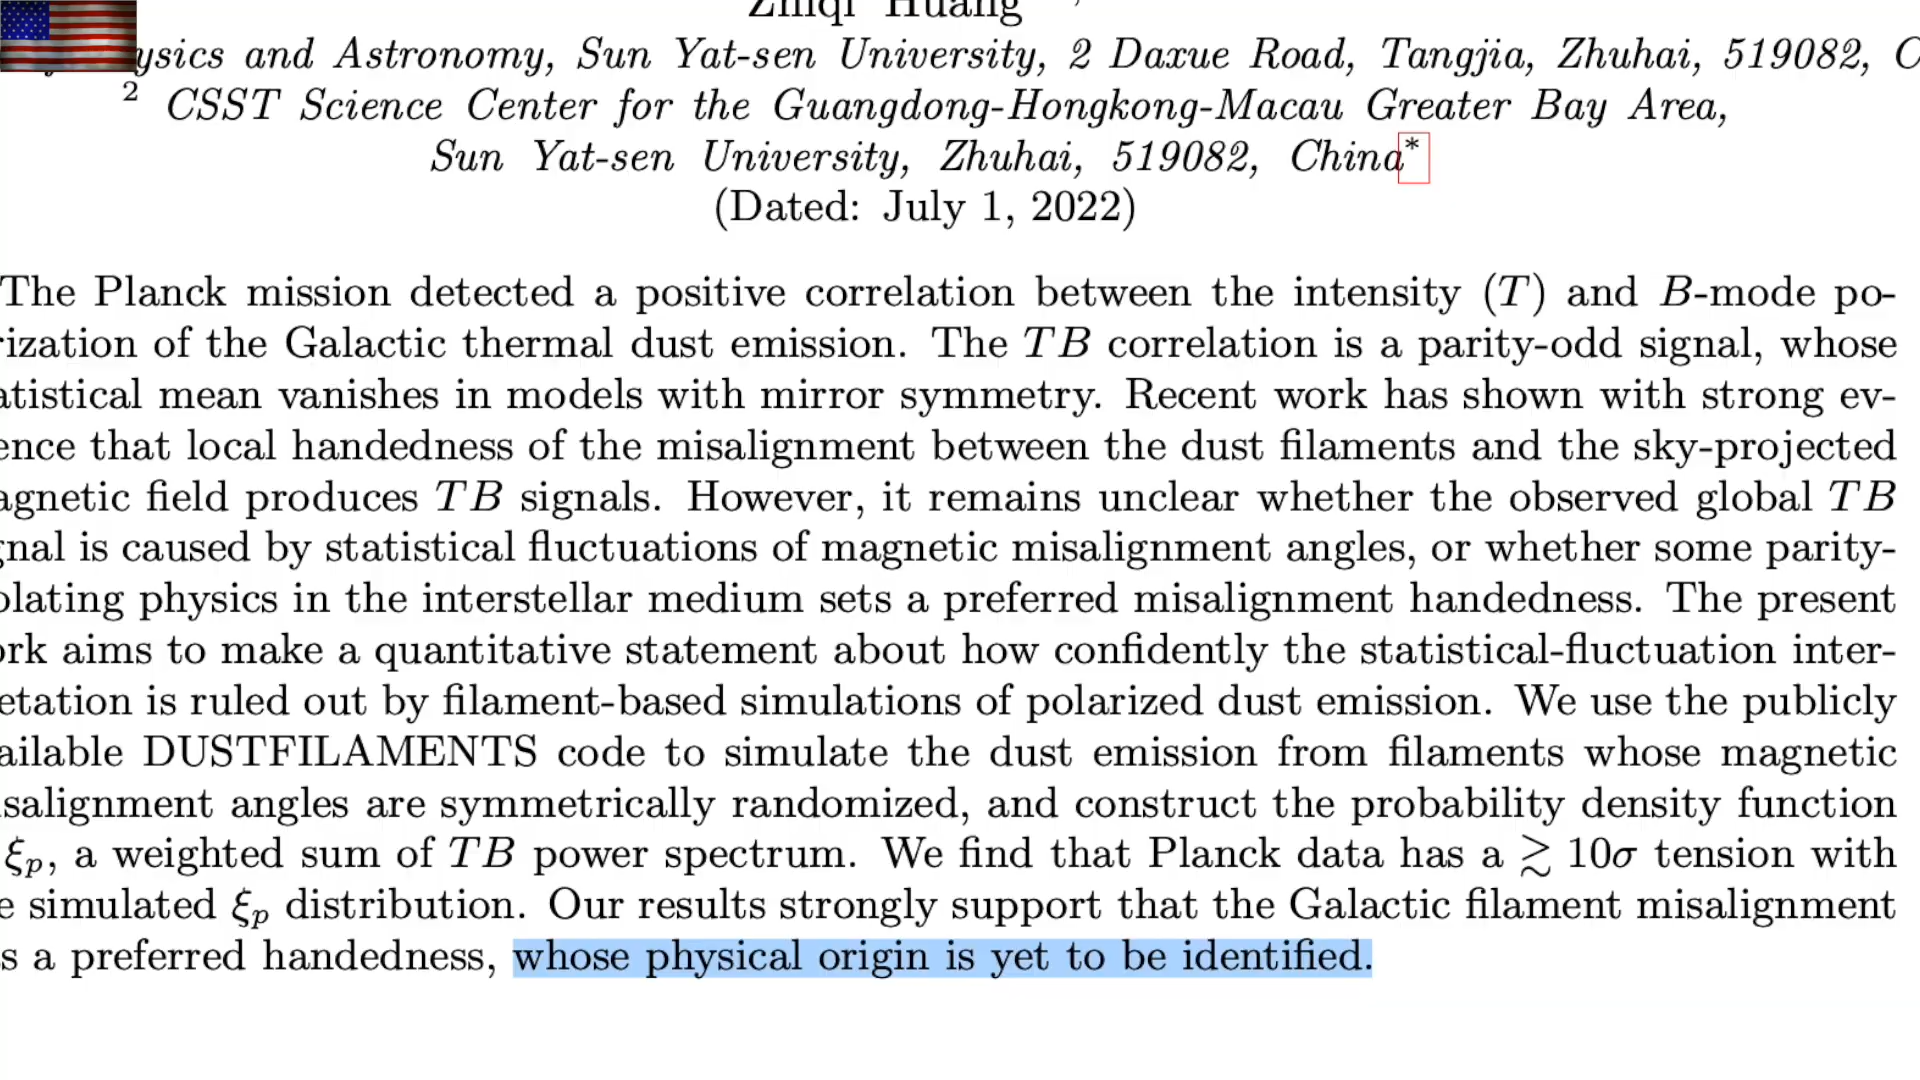 Zhiqi Huang
ysics and Astronomy, Sun Yat-sen University, 2 Daxue Road, Tangjia, Zhuhai, 519082, C
2 CSST Science Center for the Guangdong-Hongkong-Macau Greater Bay Area,
Sun Yat-sen University, Zhuhai, 519082, China*
(Dated: July 1, 2022)
The Planck mission detected a positive correlation between the intensity (T) and B-mode po-
rization of the Galactic thermal dust emission. The TB correlation is a parity-odd signal, whose
atistical mean vanishes in models with mirror symmetry. Recent work has shown with strong ev-
ence that local handedness of the misalignment between the dust filaments and the sky-projected
agnetic field produces TB signals. However, it remains unclear whether the observed global TB
gnal is caused by statistical fluctuations of magnetic misalignment angles, or whether some parity-
olating physics in the interstellar medium sets a preferred misalignment handedness. The present
ork aims to make a quantitative statement about how confidently the statistical-fluctuation inter-
etation is ruled out by filament-based simulations of polarized dust emission. We use the publicly
ailable DUSTFILAMENTS code to simulate the dust emission from filaments whose magnetic
salignment angles are symmetrically randomized, and construct the probability density function
ξp, a weighted sum of TB power spectrum. We find that Planck data has a ≳ 10σ tension with
e simulated ξp distribution. Our results strongly support that the Galactic filament misalignment
s a preferred handedness, whose physical origin is yet to be identified.